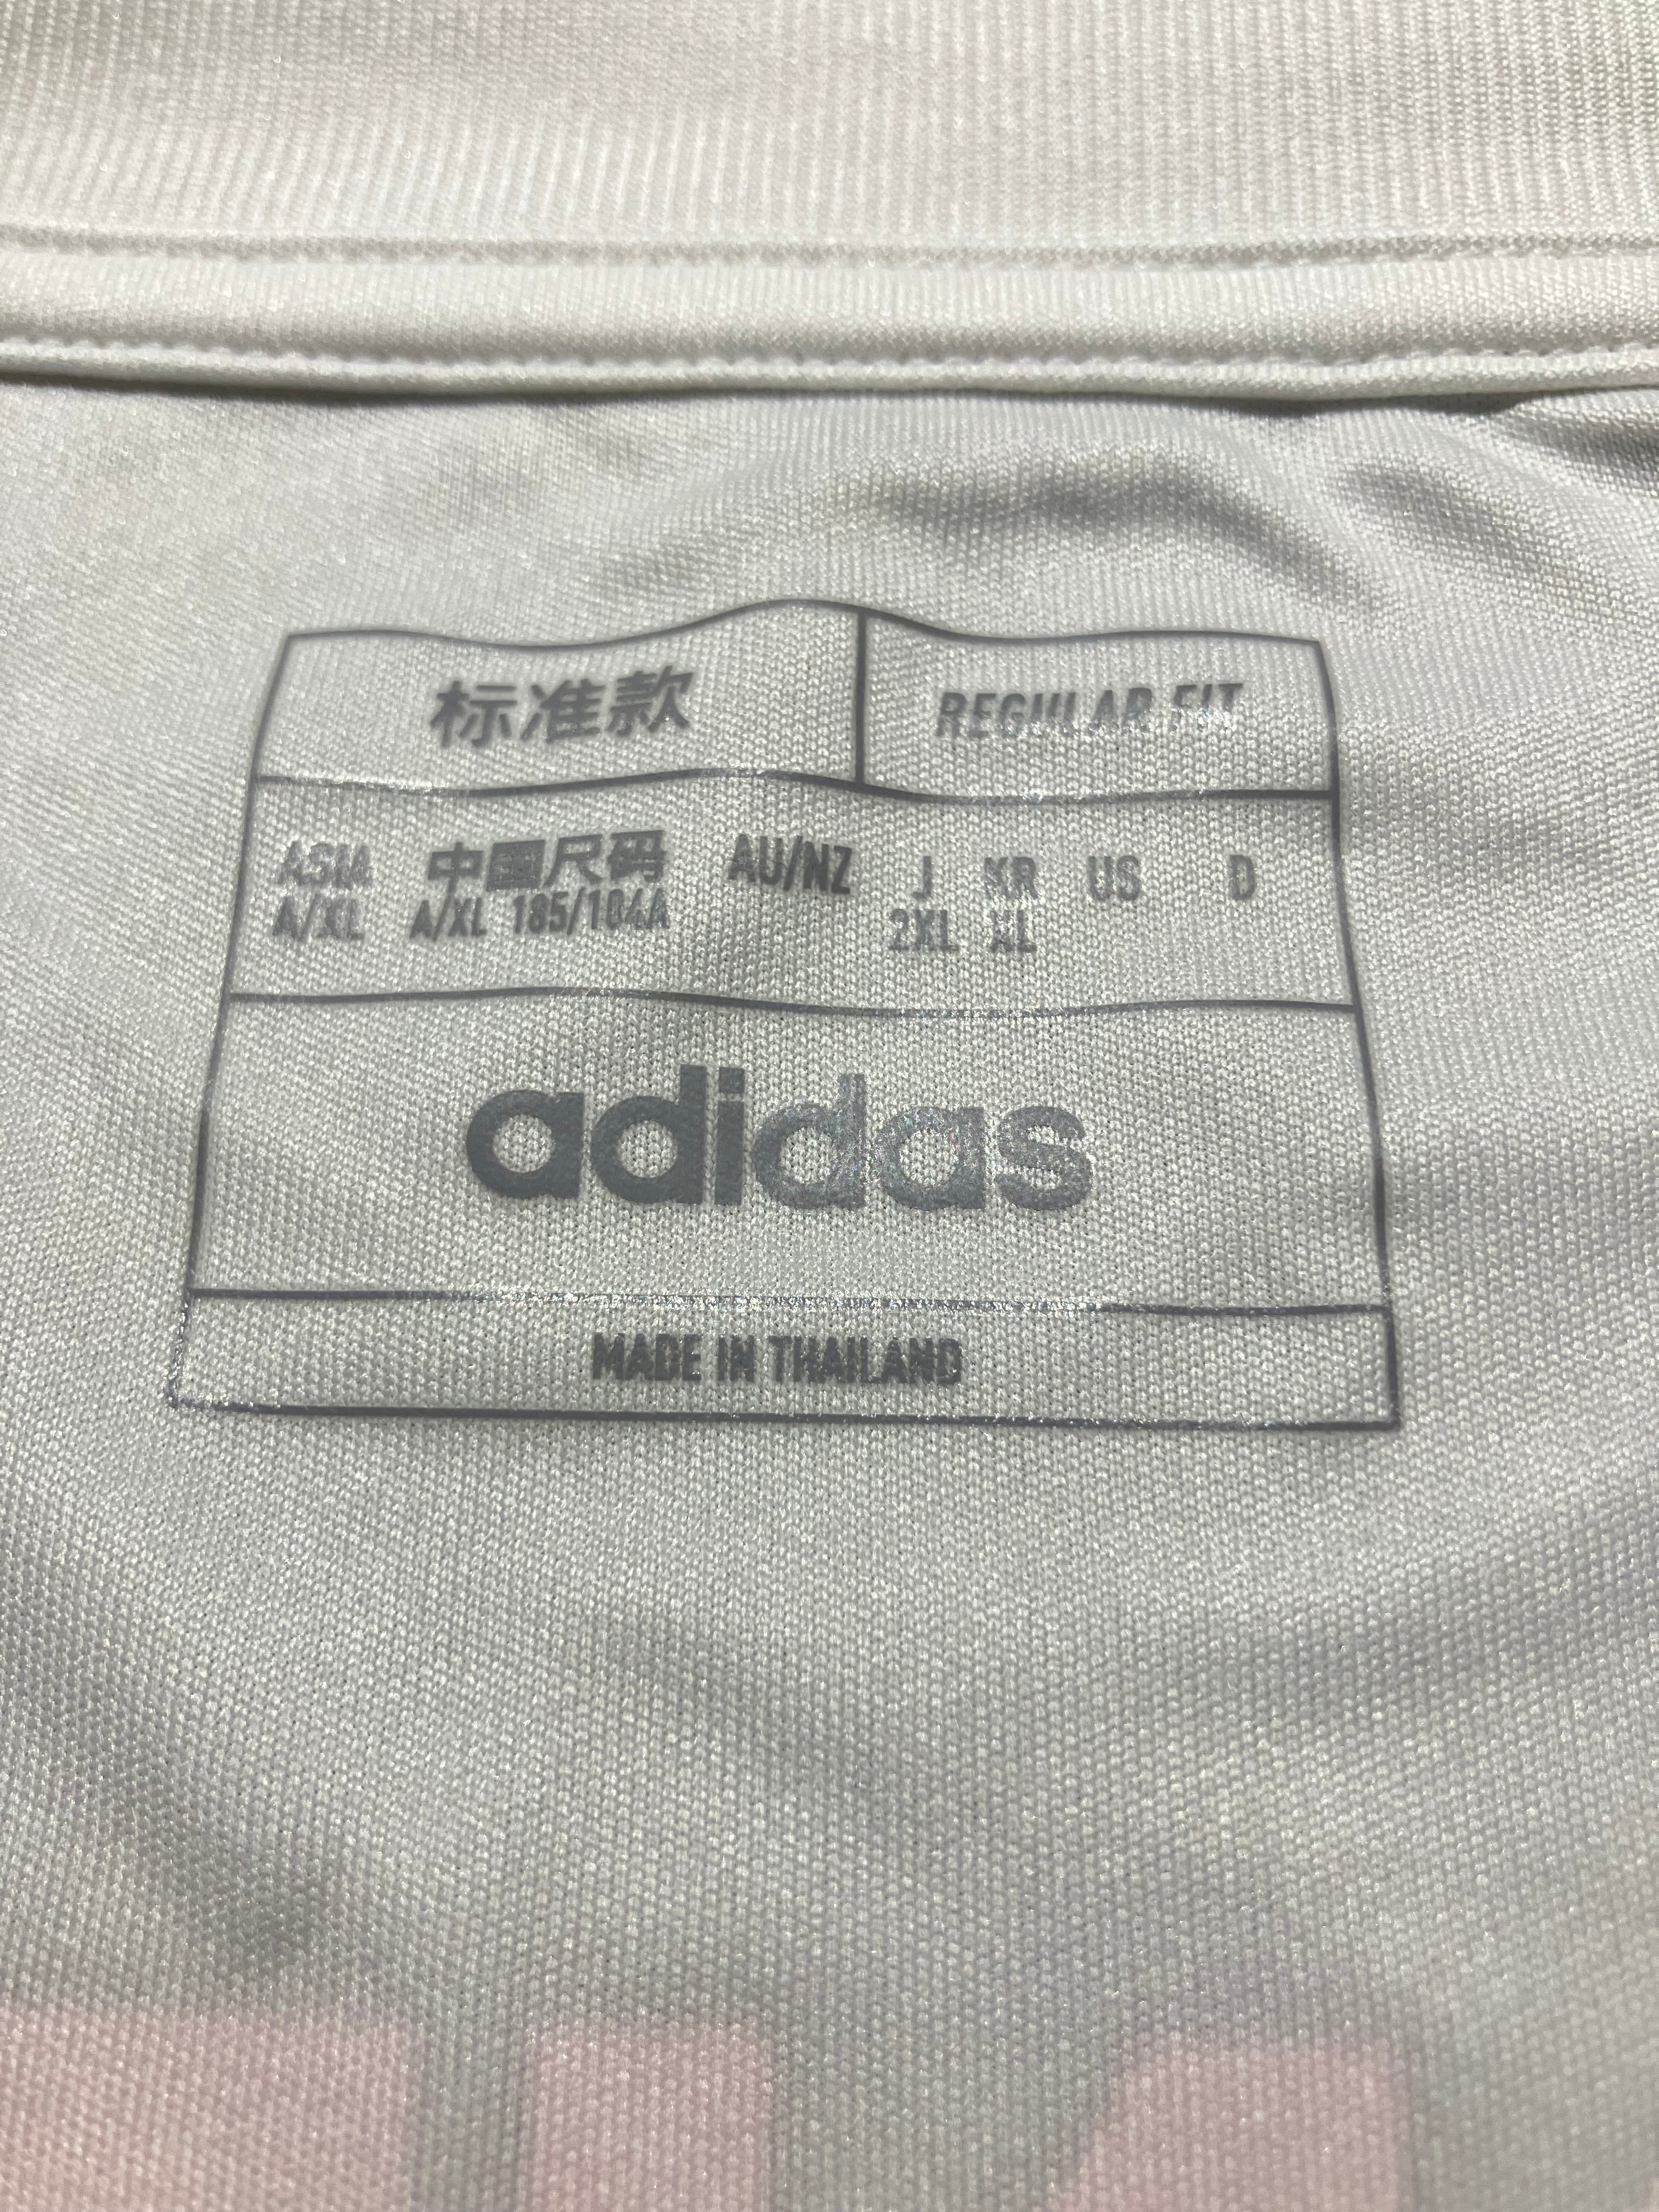 标准款 REGULAR FIT
ASIA 中国尺码 AU/NZ J KR US D
A/XL A/XL 185/104A 2XL XL
adidas
MADE IN THAILAND